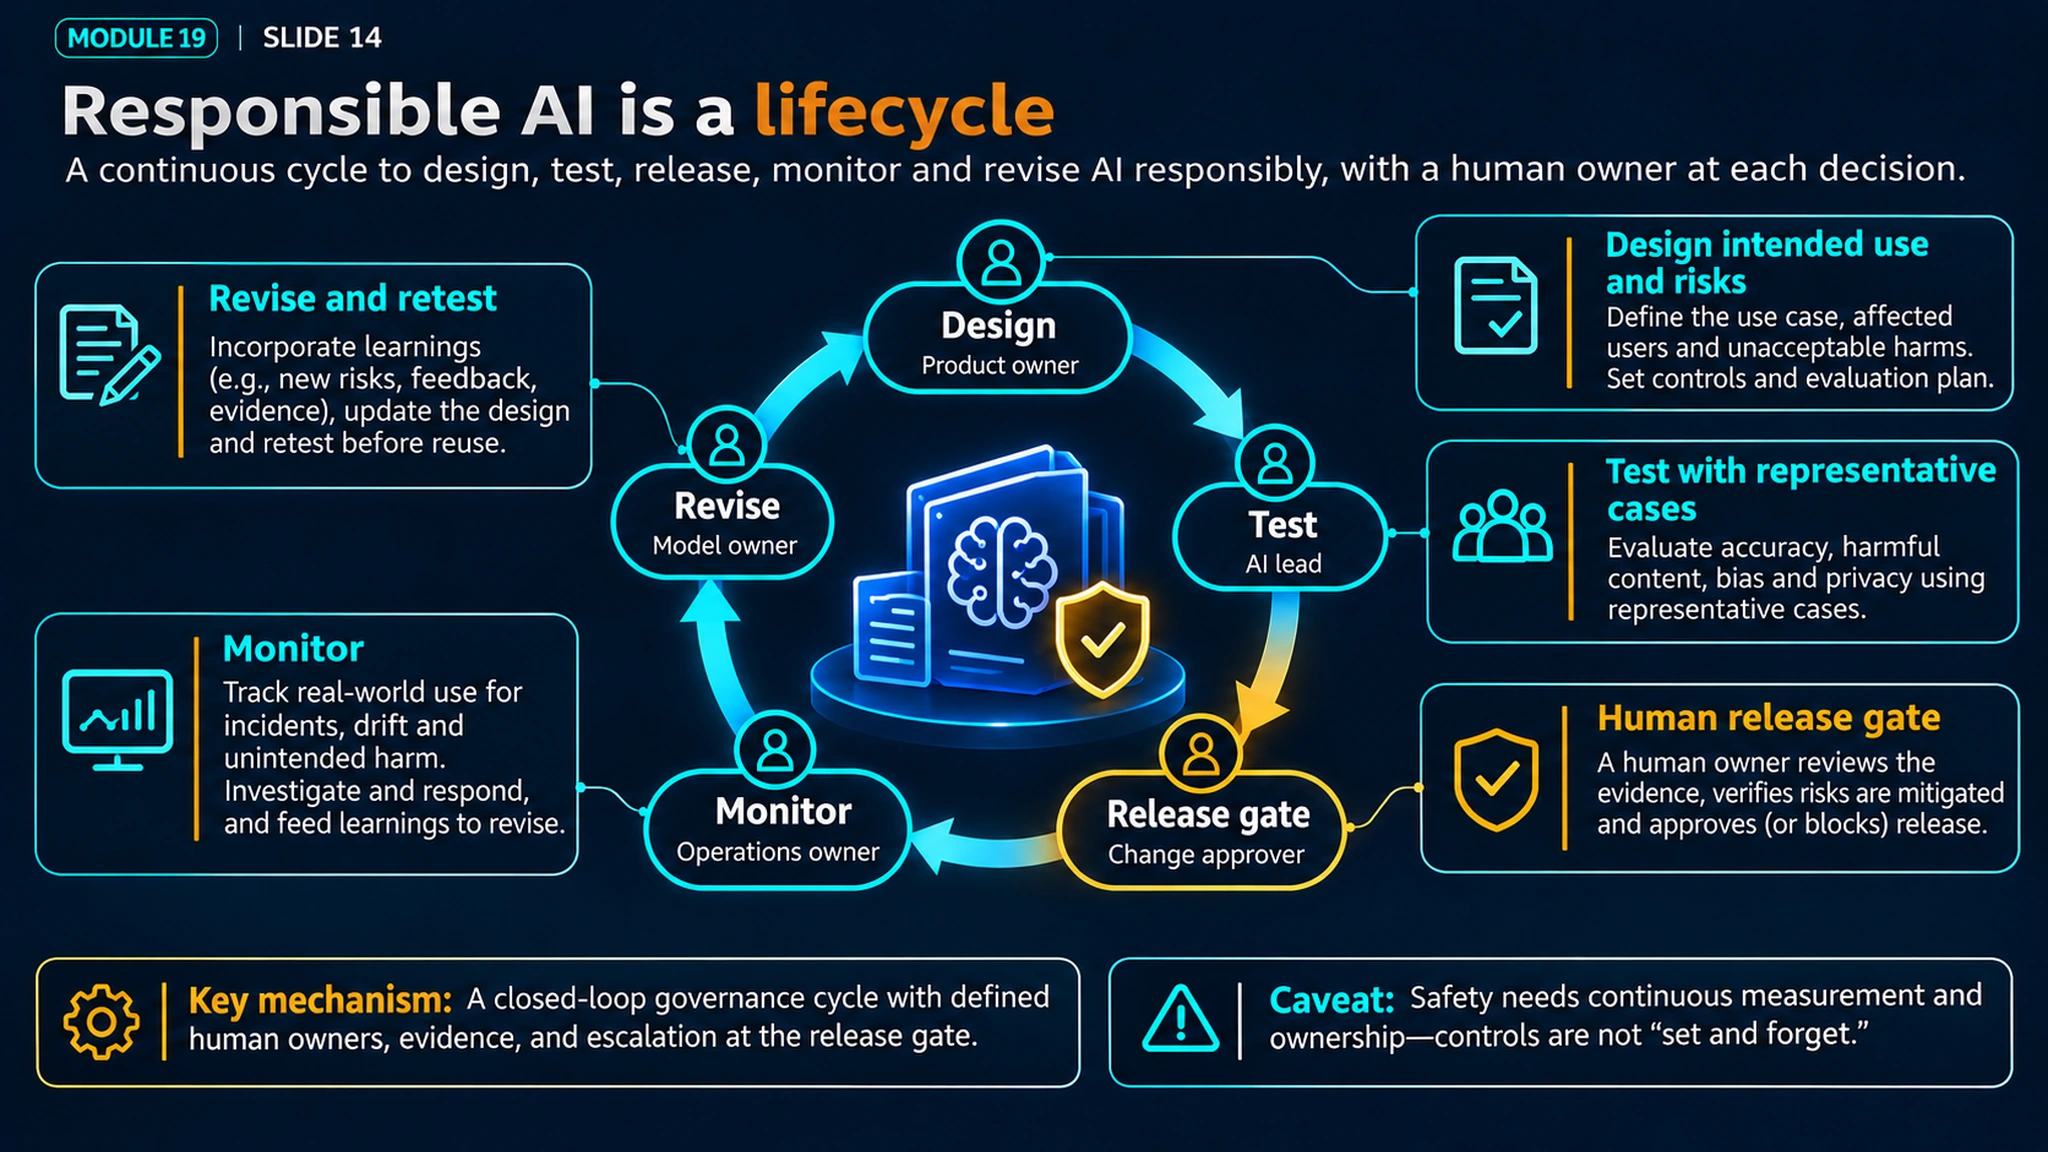 MODULE 19 | SLIDE 14
Responsible AI is a lifecycle
A continuous cycle to design, test, release, monitor and revise AI responsibly, with a human owner at each decision.
Revise and retest
Incorporate learnings
(e.g., new risks, feedback,
evidence), update the design
and retest before reuse.
Monitor
Track real-world use for
incidents, drift and
unintended harm.
Investigate and respond,
and feed learnings to revise.
Design
Product owner
Test
AI lead
Release gate
Change approver
Monitor
Operations owner
Revise
Model owner
Design intended use
and risks
Define the use case, affected
users and unacceptable harms.
Set controls and evaluation plan.
Test with representative
cases
Evaluate accuracy, harmful
content, bias and privacy using
representative cases.
Human release gate
A human owner reviews the
evidence, verifies risks are mitigated
and approves (or blocks) release.
Key mechanism: A closed-loop governance cycle with defined
human owners, evidence, and escalation at the release gate.
Caveat: Safety needs continuous measurement and
ownership—controls are not “set and forget.”